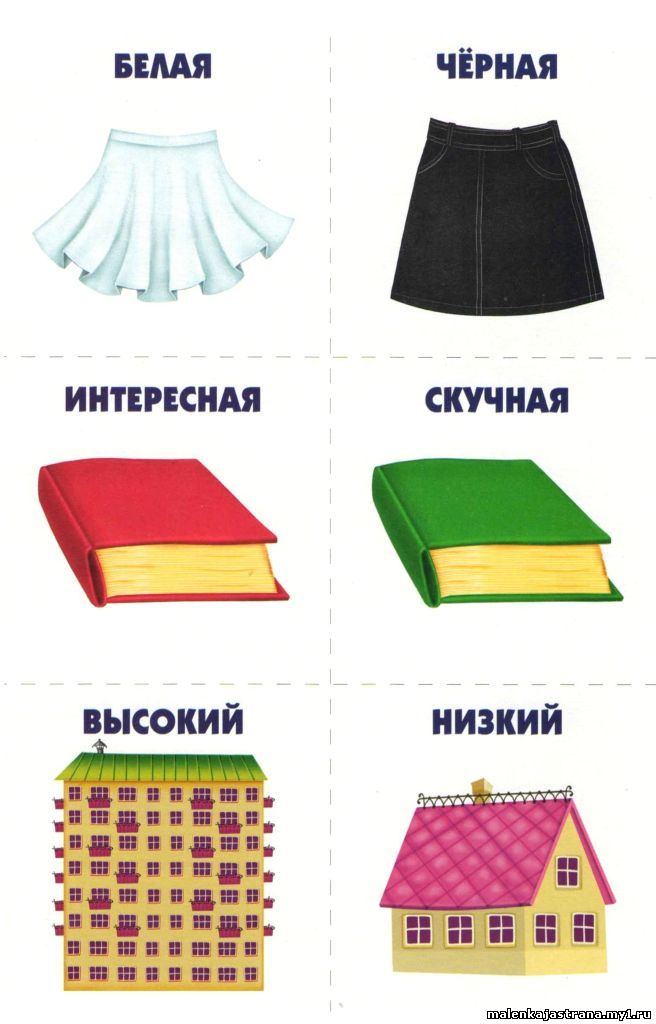 БЕЛАЯ
ЧЁРНАЯ
ИНТЕРЕСНАЯ
СКУЧНАЯ
ВЫСОКИЙ
НИЗКИЙ
malenkajastrana.my1.ru